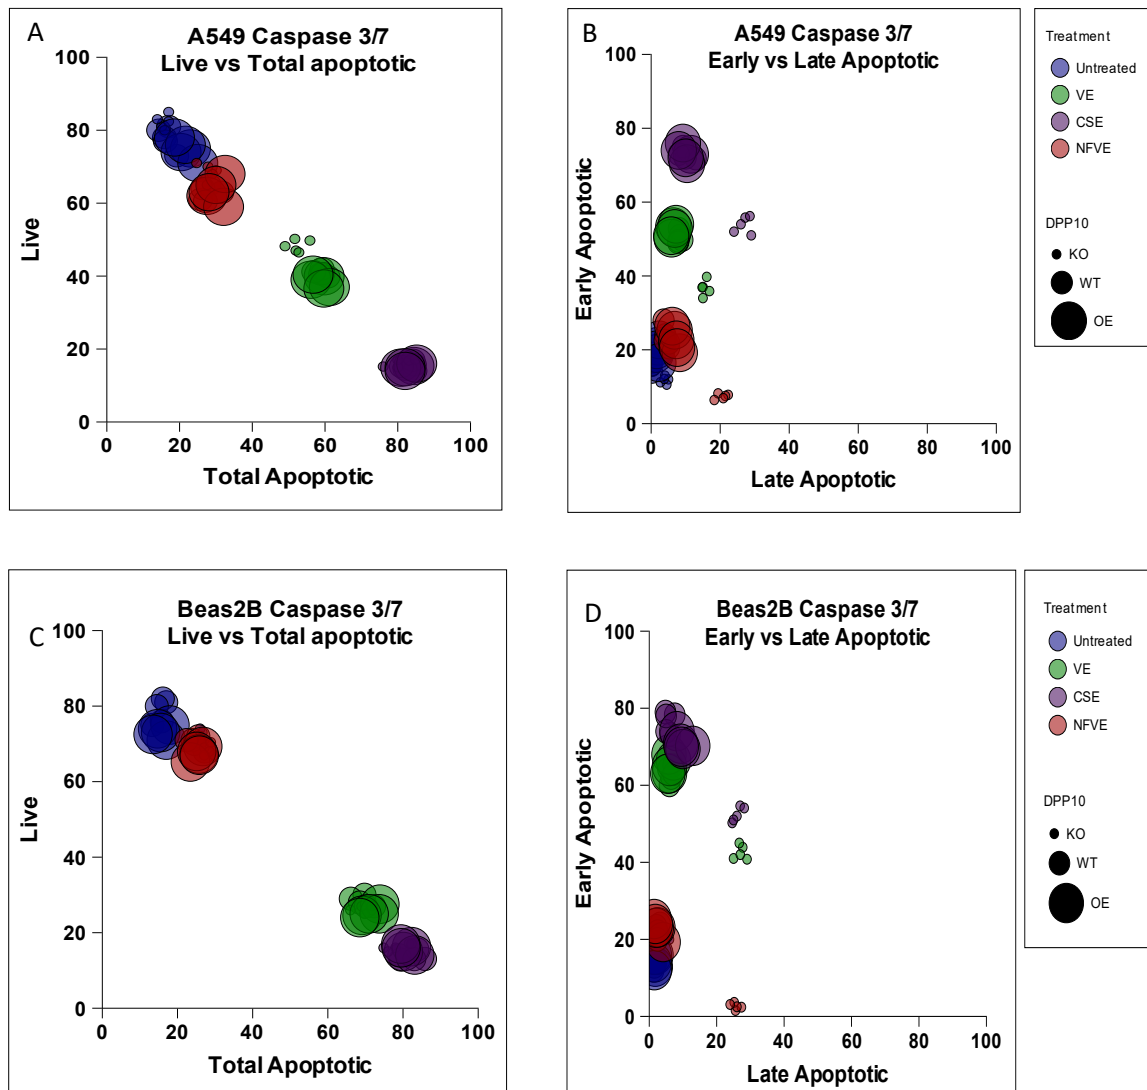 A
A549 Caspase 3/7
Live vs Total apoptotic
100
80
60
40
20
0
Live
0 20 40 60 80 100
Total Apoptotic
B
A549 Caspase 3/7
Early vs Late Apoptotic
100
80
60
40
20
0
Early Apoptotic
0 20 40 60 80 100
Late Apoptotic
Treatment
Untreated
VE
CSE
NFVE
DPP10
KO
WT
OE
C
Beas2B Caspase 3/7
Live vs Total apoptotic
100
80
60
40
20
0
Live
0 20 40 60 80 100
Total Apoptotic
D
Beas2B Caspase 3/7
Early vs Late Apoptotic
100
80
60
40
20
0
Early Apoptotic
0 20 40 60 80 100
Late Apoptotic
Treatment
Untreated
VE
CSE
NFVE
DPP10
KO
WT
OE